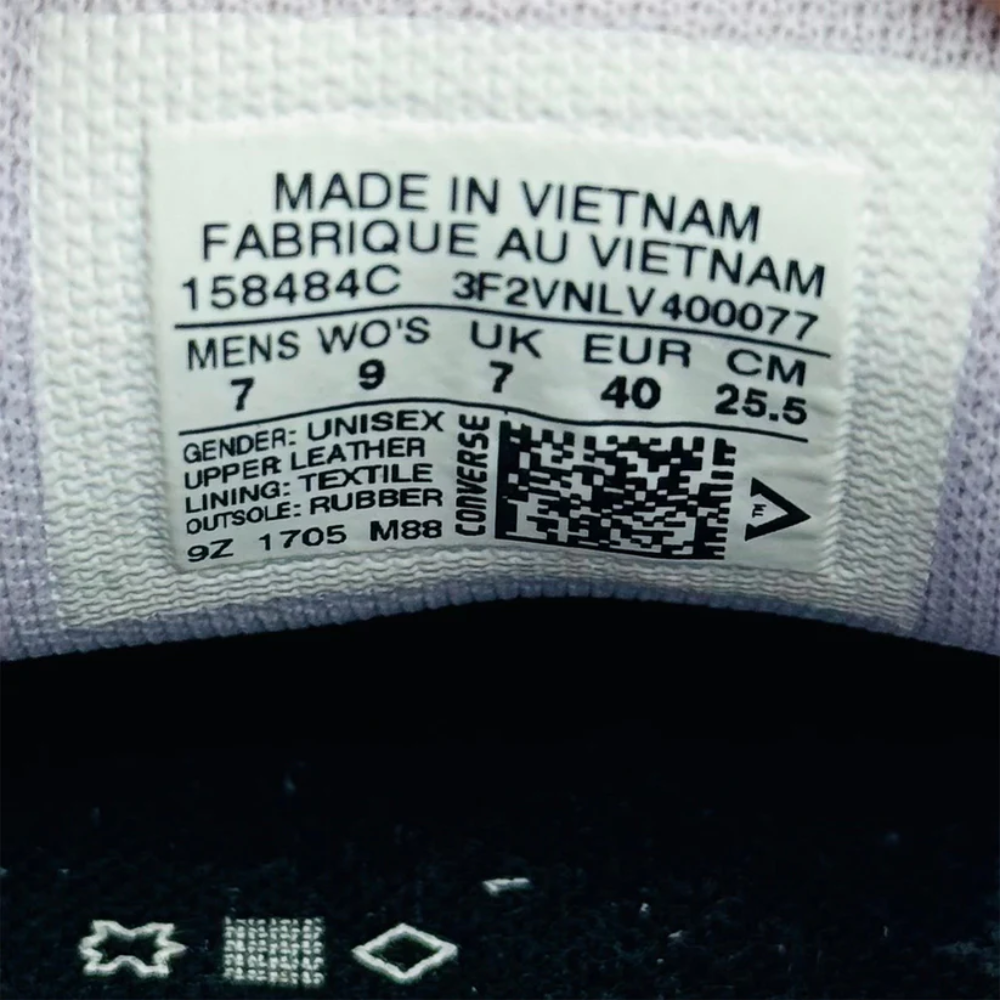 MADE IN VIETNAM
FABRIQUE AU VIETNAM
158484C 3F2VNLV400077
MENS WO'S UK EUR CM
7 9 7 40 25.5
GENDER: UNISEX
UPPER LEATHER
LINING: TEXTILE
OUTSOLE: RUBBER
9Z 1705 M88
CONVERSE
TM